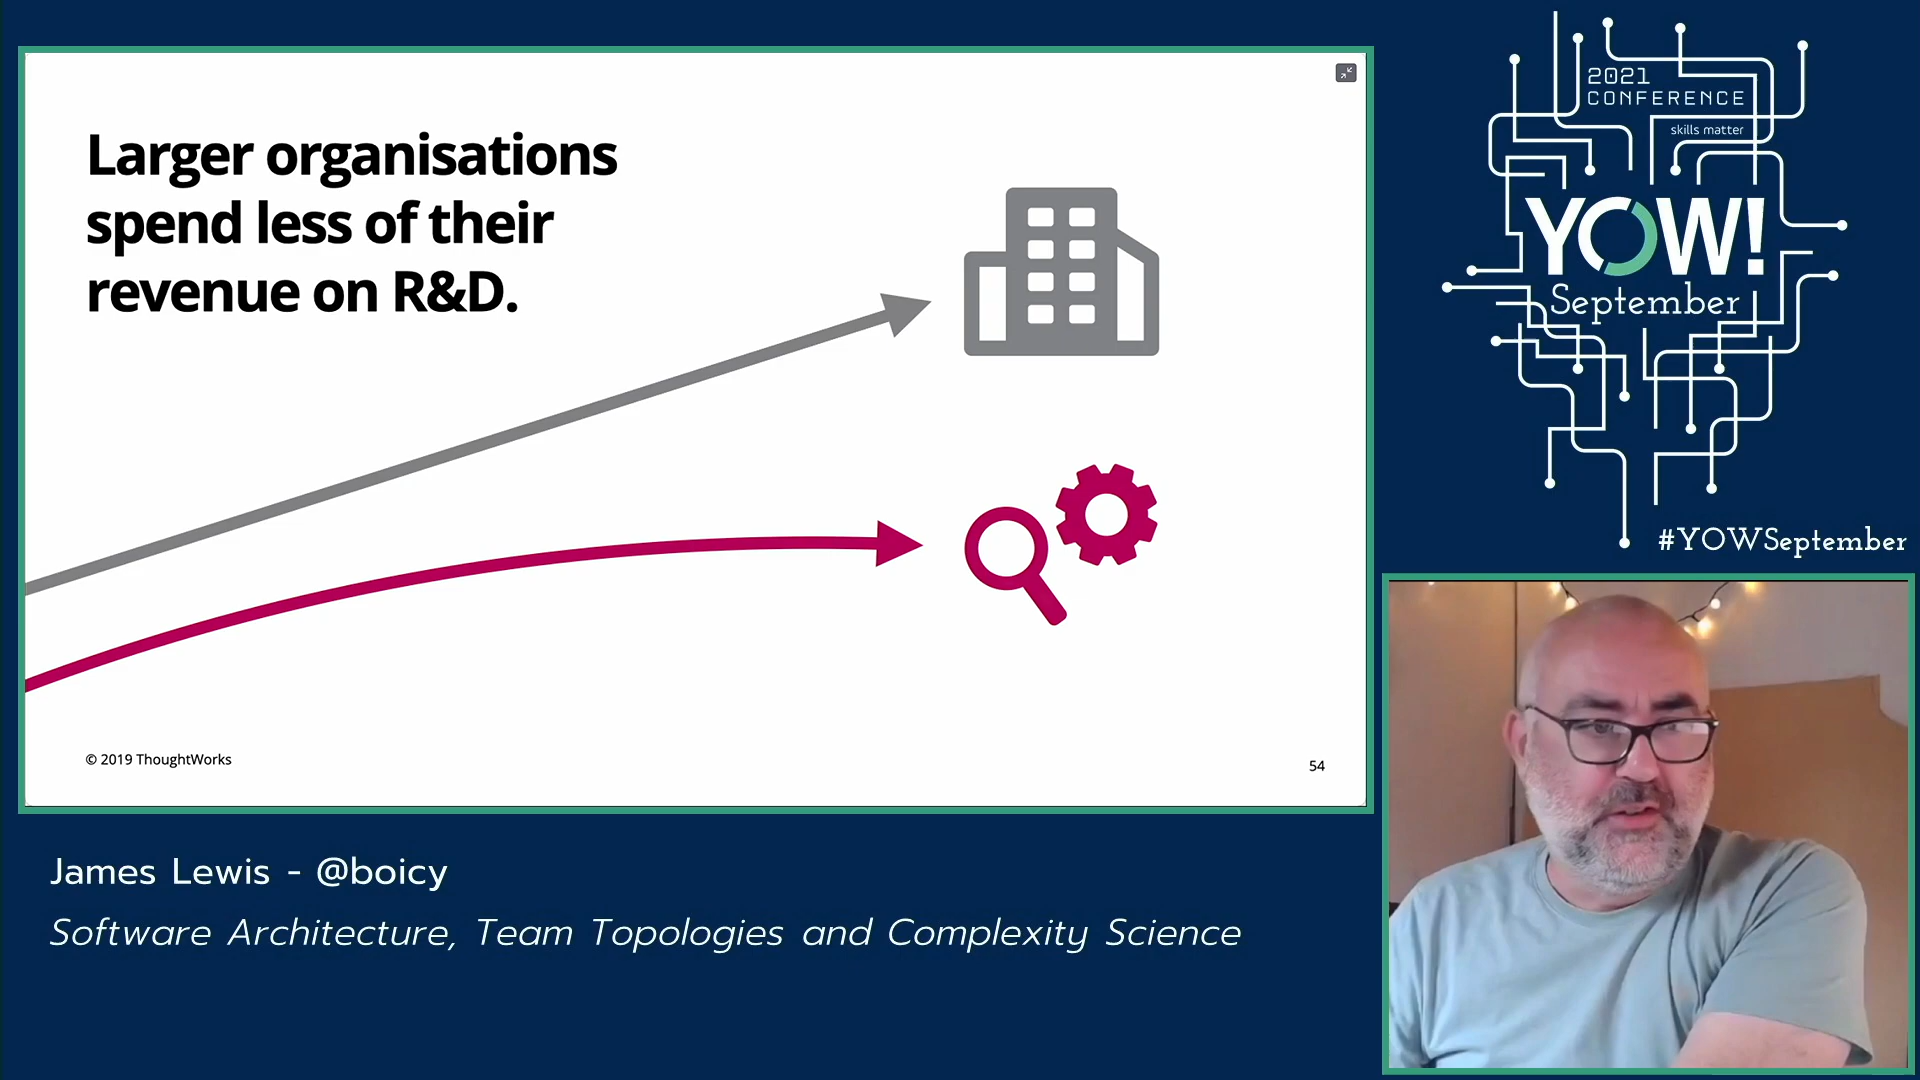 Larger organisations
spend less of their
revenue on R&D.
© 2019 ThoughtWorks
54
2021
CONFERENCE
skills matter
YOW!
September
#YOWSeptember
James Lewis - @boicy
Software Architecture, Team Topologies and Complexity Science